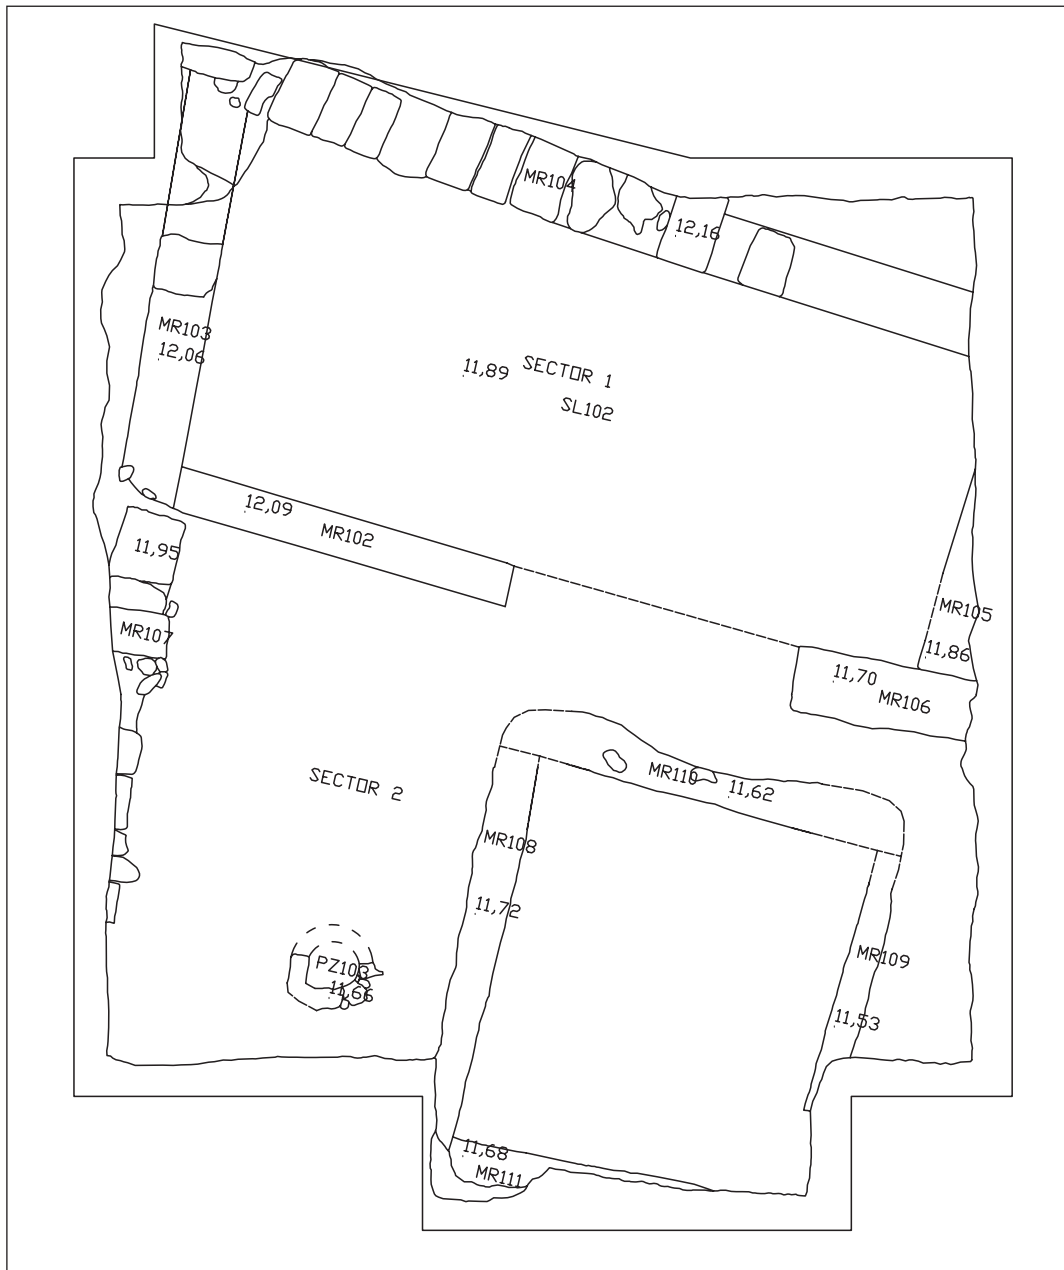 MR104
12,16
MR103
12,06
11,89
SECTOR 1
SL102
12,09
MR102
11,95
MR107
MR105
11,86
11,70
MR106
MR110
11,62
SECTOR 2
MR108
11,72
MR109
PZ103
11,66
11,53
11,68
MR111